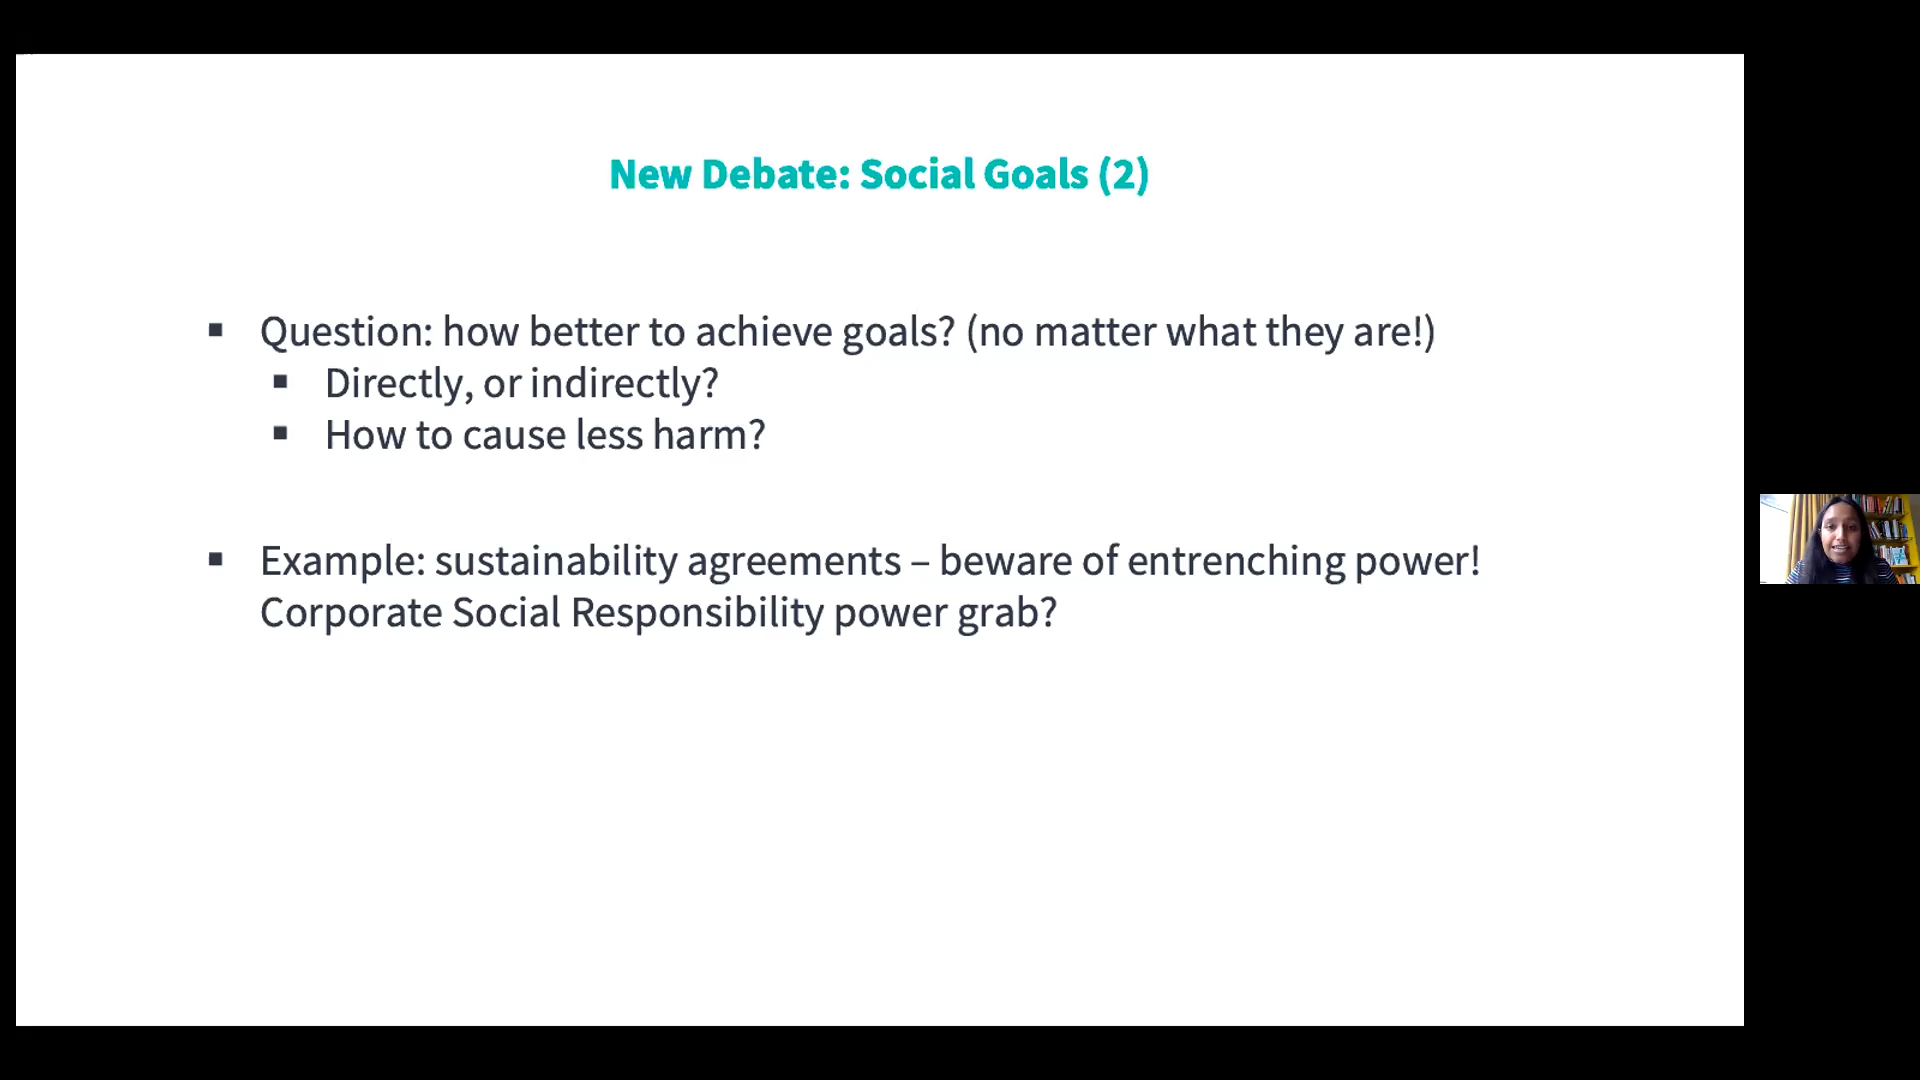 New Debate: Social Goals (2)
▪ Question: how better to achieve goals? (no matter what they are!)
▪ Directly, or indirectly?
▪ How to cause less harm?
▪ Example: sustainability agreements – beware of entrenching power!
Corporate Social Responsibility power grab?